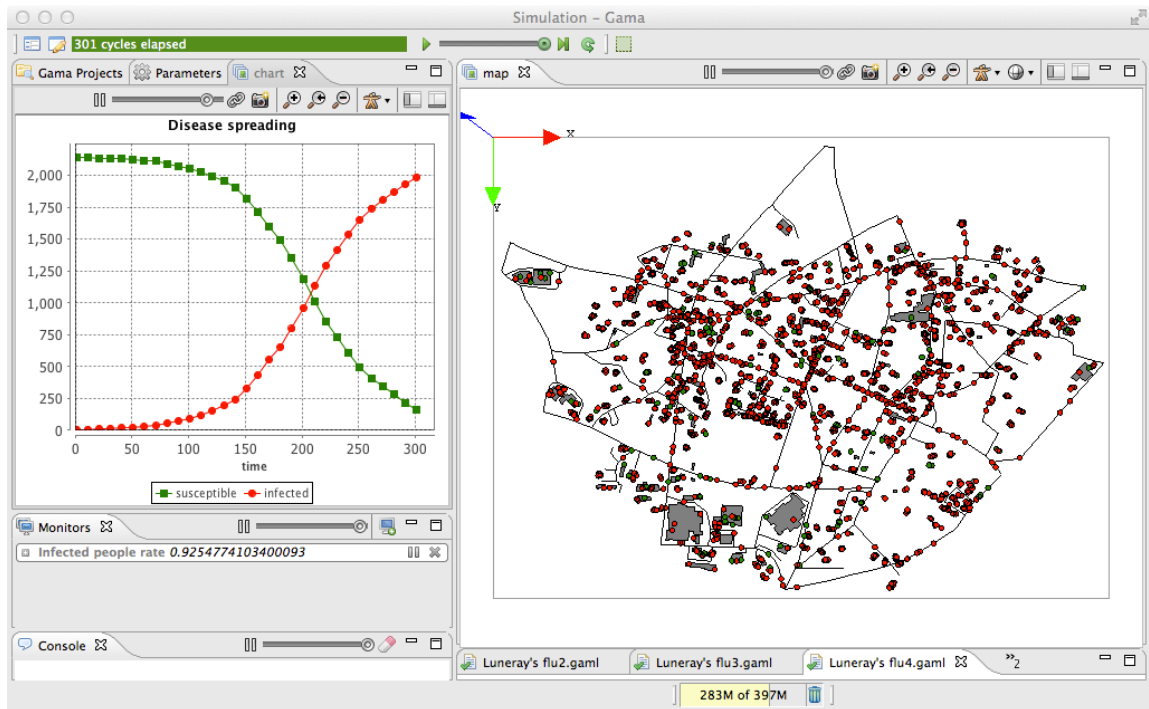 Simulation – Gama
301 cycles elapsed
Gama Projects Parameters chart
Disease spreading
2,000
1,750
1,500
1,250
1,000
750
500
250
0
0 50 100 150 200 250 300
time
susceptible infected
Monitors
Infected people rate 0.9254774103400093
Console
map
X
Y
Luneray's flu2.gaml Luneray's flu3.gaml Luneray's flu4.gaml »2
283M of 397M